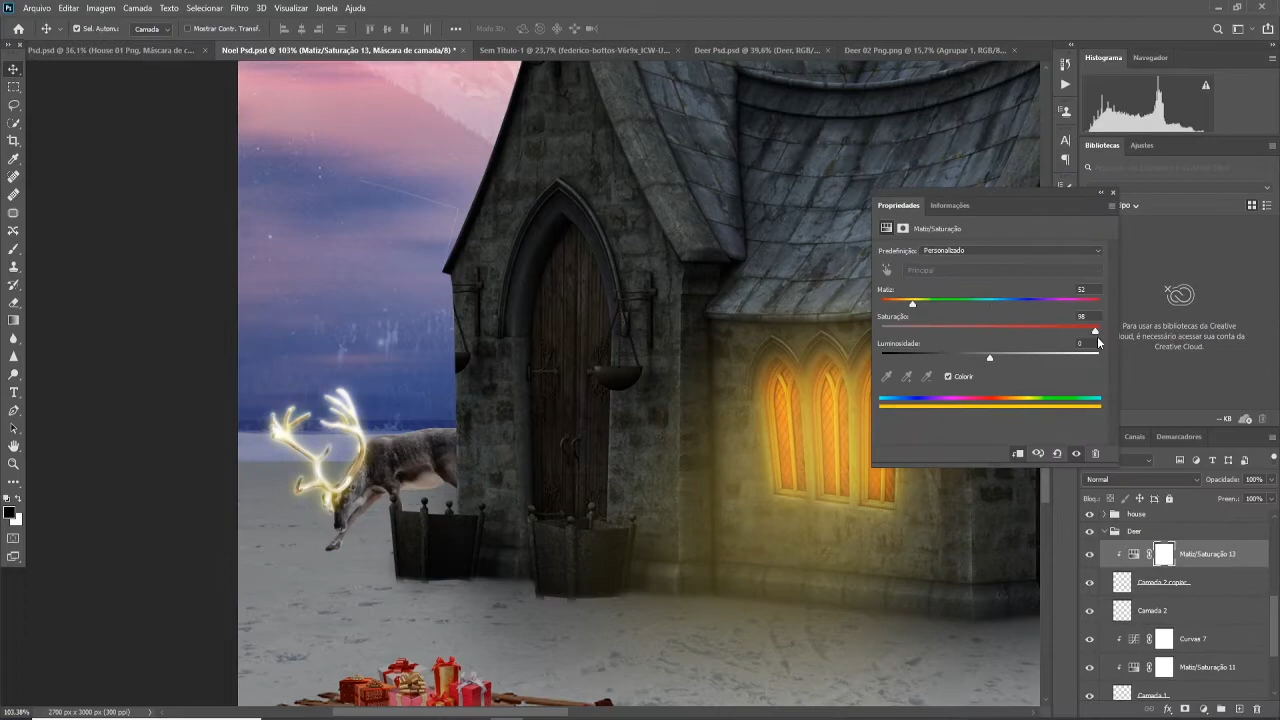 Arquivo Editar Imagem Camada Texto Selecionar Filtro 3D Visualizar Janela Ajuda
Sel. Autom.: Camada Mostrar Contr. Transf. Modo 3D:
Psd.psd @ 36,1% (House 01 Png, Máscara de c... × Noel Psd.psd @ 103% (Matiz/Saturação 13, Máscara de camada/8) * × Sem Título-1 @ 23,7% (federico-bottos-V6r9x_ICW-U... × Deer Psd.psd @ 39,6% (Deer, RGB/8... × Deer 02 Png.png @ 15,7% (Agrupar 1, RGB/8... ×
Histograma Navegador
Bibliotecas Ajustes
Propriedades Informações
ipo
Matiz/Saturação
Predefinição: Personalizado
Principal
Matiz: 52
Saturação: 98
Luminosidade: 0
Colorir
Para usar as bibliotecas da Creative
Cloud, é necessário acessar sua conta da
Creative Cloud.
-- KB
Canais Demarcadores
Normal Opacidade: 100%
Bloq.: Preen.: 100%
house
Deer
Matiz/Saturação 13
Camada 2 copiar
Camada 2
Curvas 7
Matiz/Saturação 11
Camada 1
103.38% 2700 px x 3000 px (300 ppi)